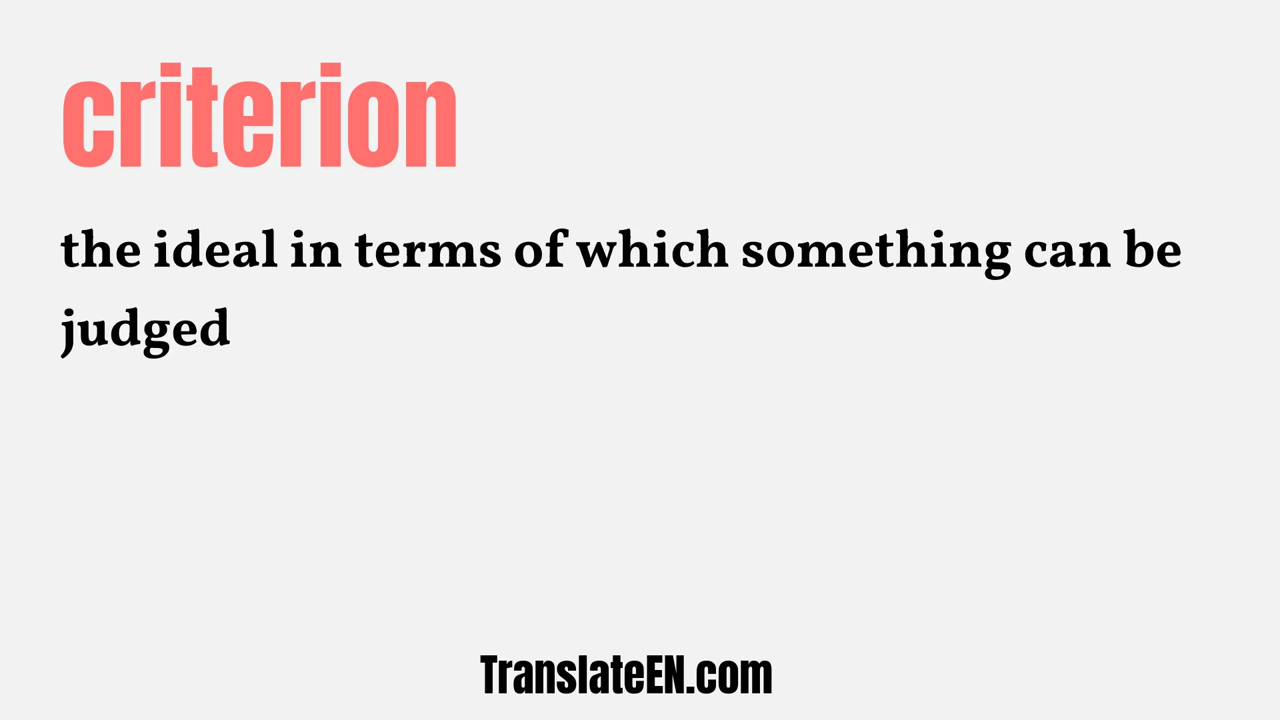 criterion
the ideal in terms of which something can be
judged
TranslateEN.com